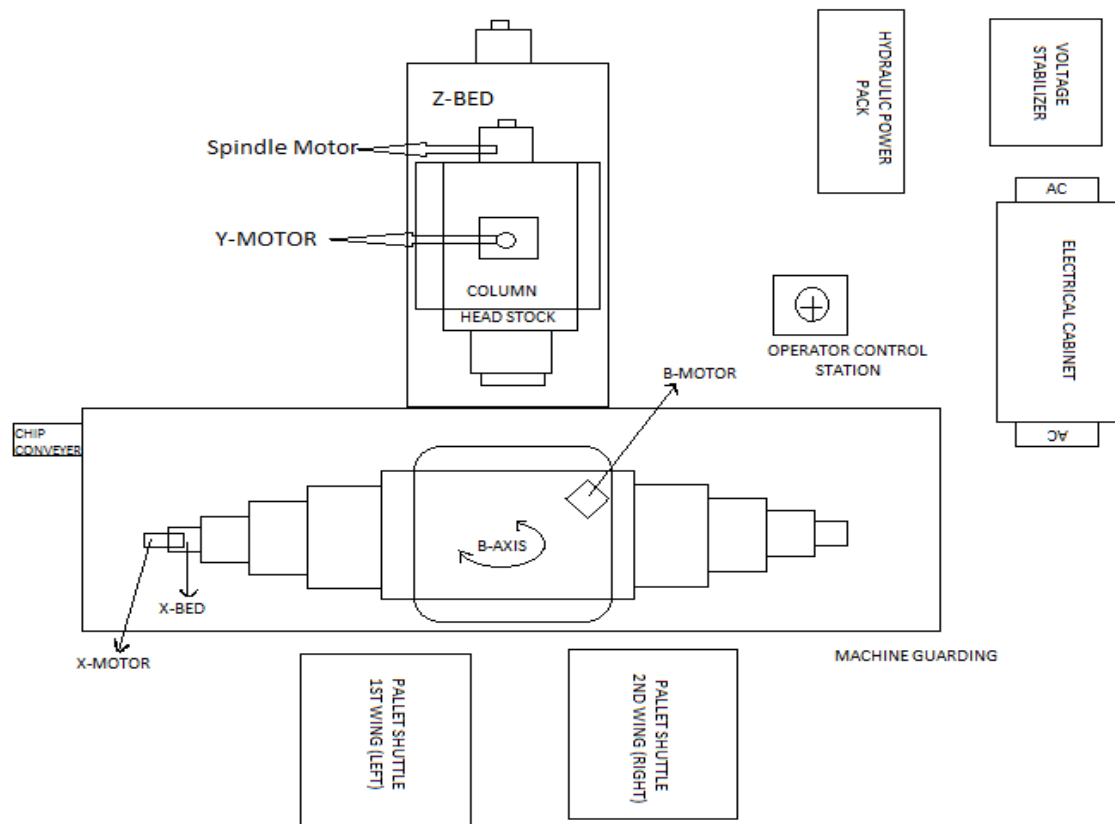 HYDRAULIC POWER
PACK
VOLTAGE
STABILIZER
Z-BED
Spindle Motor
AC
Y-MOTOR
ELECTRICAL CABINET
COLUMN
HEAD STOCK
OPERATOR CONTROL
STATION
B-MOTOR
AC
CHIP
CONVEYER
B-AXIS
X-BED
X-MOTOR
MACHINE GUARDING
PALLET SHUTTLE
1ST WING (LEFT)
PALLET SHUTTLE
2ND WING (RIGHT)